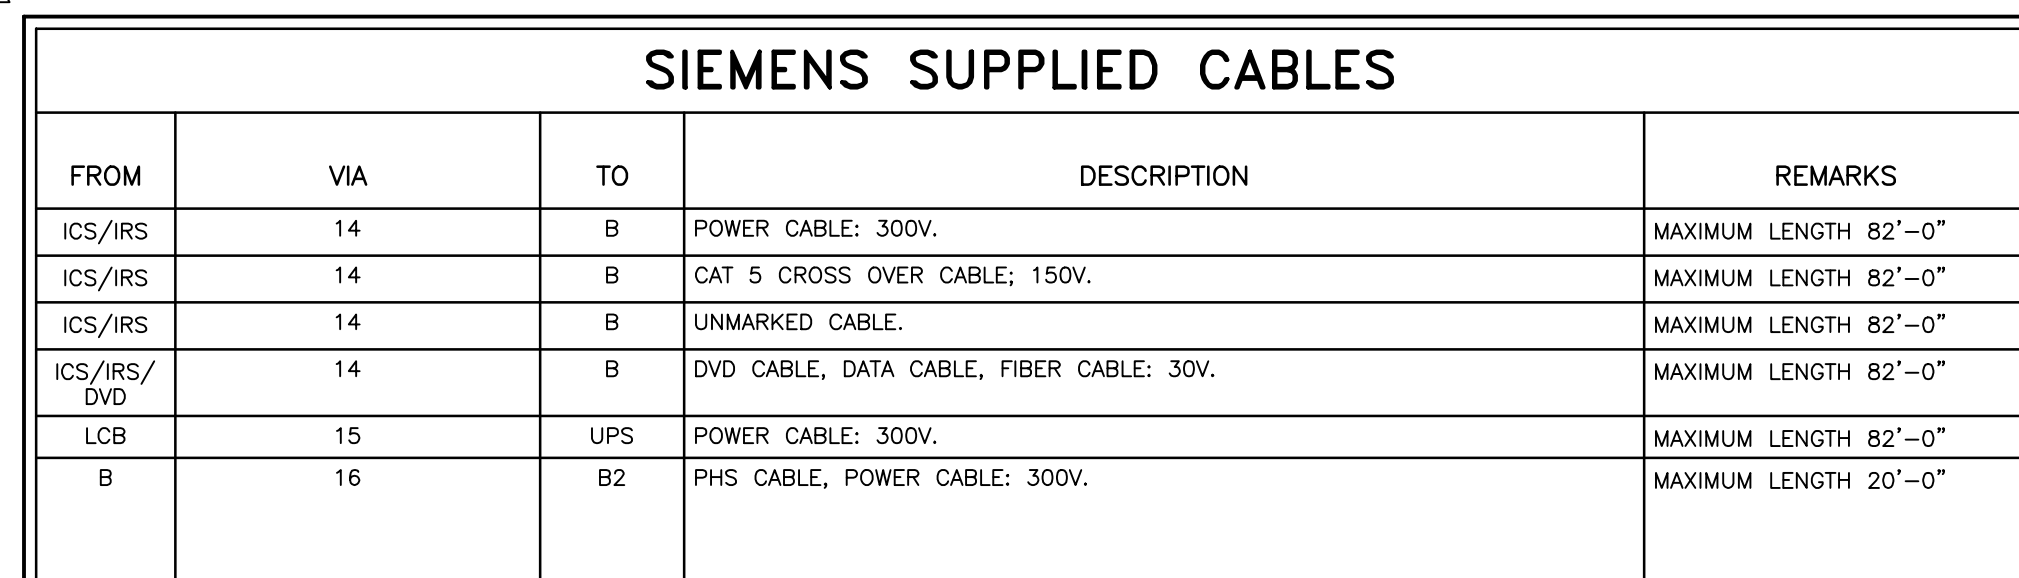 SIEMENS SUPPLIED CABLES
FROM VIA TO DESCRIPTION REMARKS
ICS/IRS 14 B POWER CABLE: 300V. MAXIMUM LENGTH 82'-0"
ICS/IRS 14 B CAT 5 CROSS OVER CABLE; 150V. MAXIMUM LENGTH 82'-0"
ICS/IRS 14 B UNMARKED CABLE. MAXIMUM LENGTH 82'-0"
ICS/IRS/ 14 B DVD CABLE, DATA CABLE, FIBER CABLE: 30V. MAXIMUM LENGTH 82'-0"
DVD
LCB 15 UPS POWER CABLE: 300V. MAXIMUM LENGTH 82'-0"
B 16 B2 PHS CABLE, POWER CABLE: 300V. MAXIMUM LENGTH 20'-0"